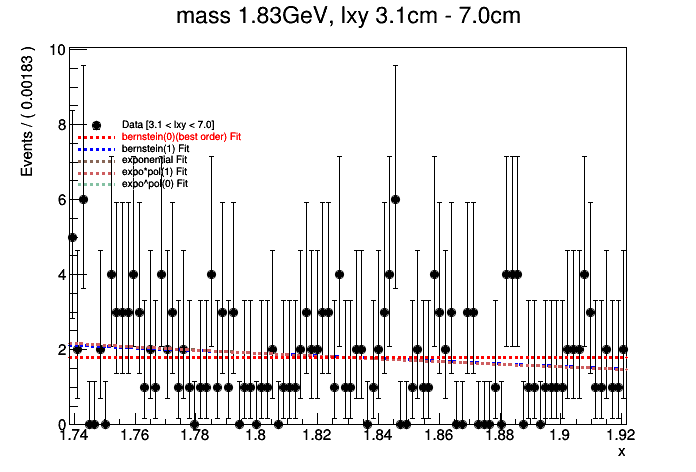 mass 1.83GeV, lxy 3.1cm - 7.0cm
Events / ( 0.00183 )
10
8
6
4
2
0
Data [3.1 < lxy < 7.0]
bernstein(0)(best order) Fit
bernstein(1) Fit
exponential Fit
expo*pol(1) Fit
expo^pol(0) Fit
1.74 1.76 1.78 1.8 1.82 1.84 1.86 1.88 1.9 1.92
x